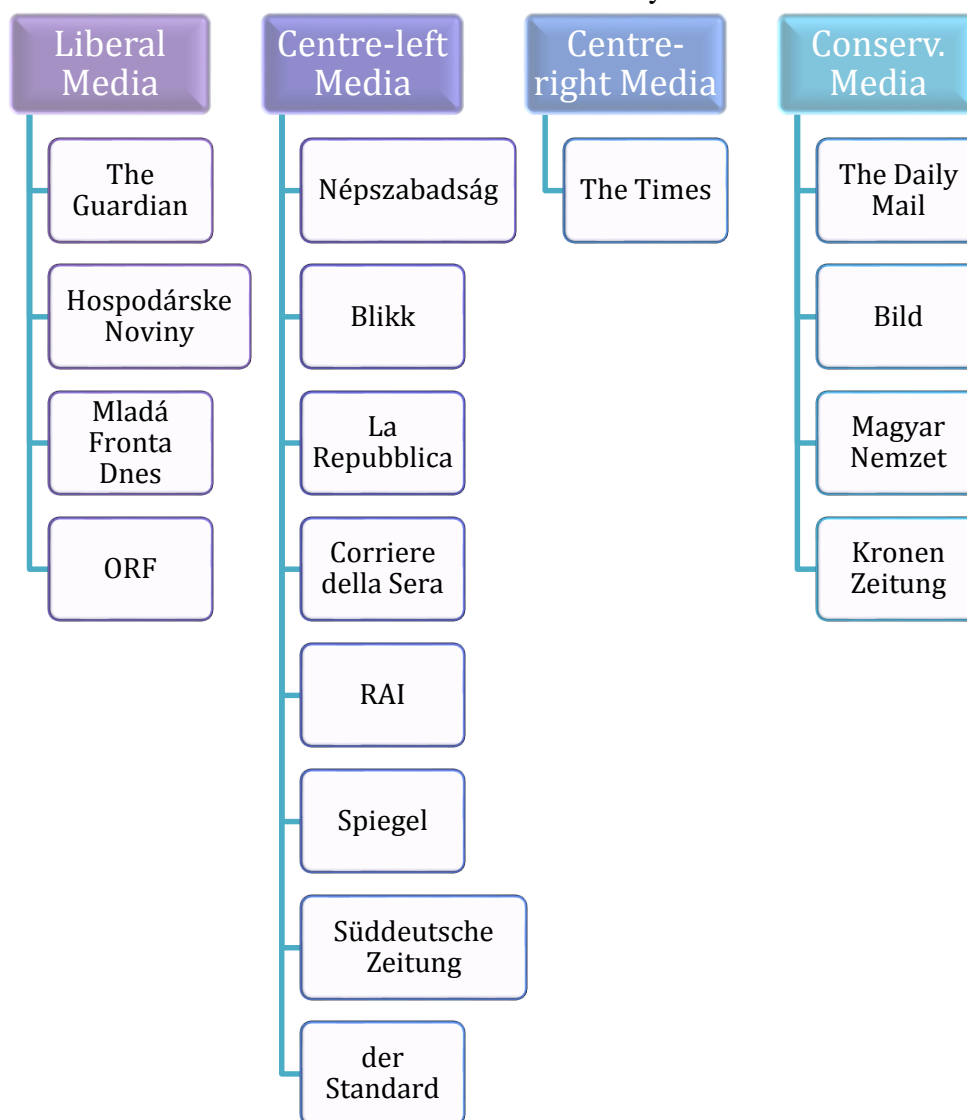 Liberal
Media
The
Guardian
Hospodárske
Noviny
Mladá
Fronta
Dnes
ORF
Centre-left
Media
Népszabadság
Blikk
La
Repubblica
Corriere
della Sera
RAI
Spiegel
Süddeutsche
Zeitung
der
Standard
Centre-
right Media
The Times
Conserv.
Media
The Daily
Mail
Bild
Magyar
Nemzet
Kronen
Zeitung